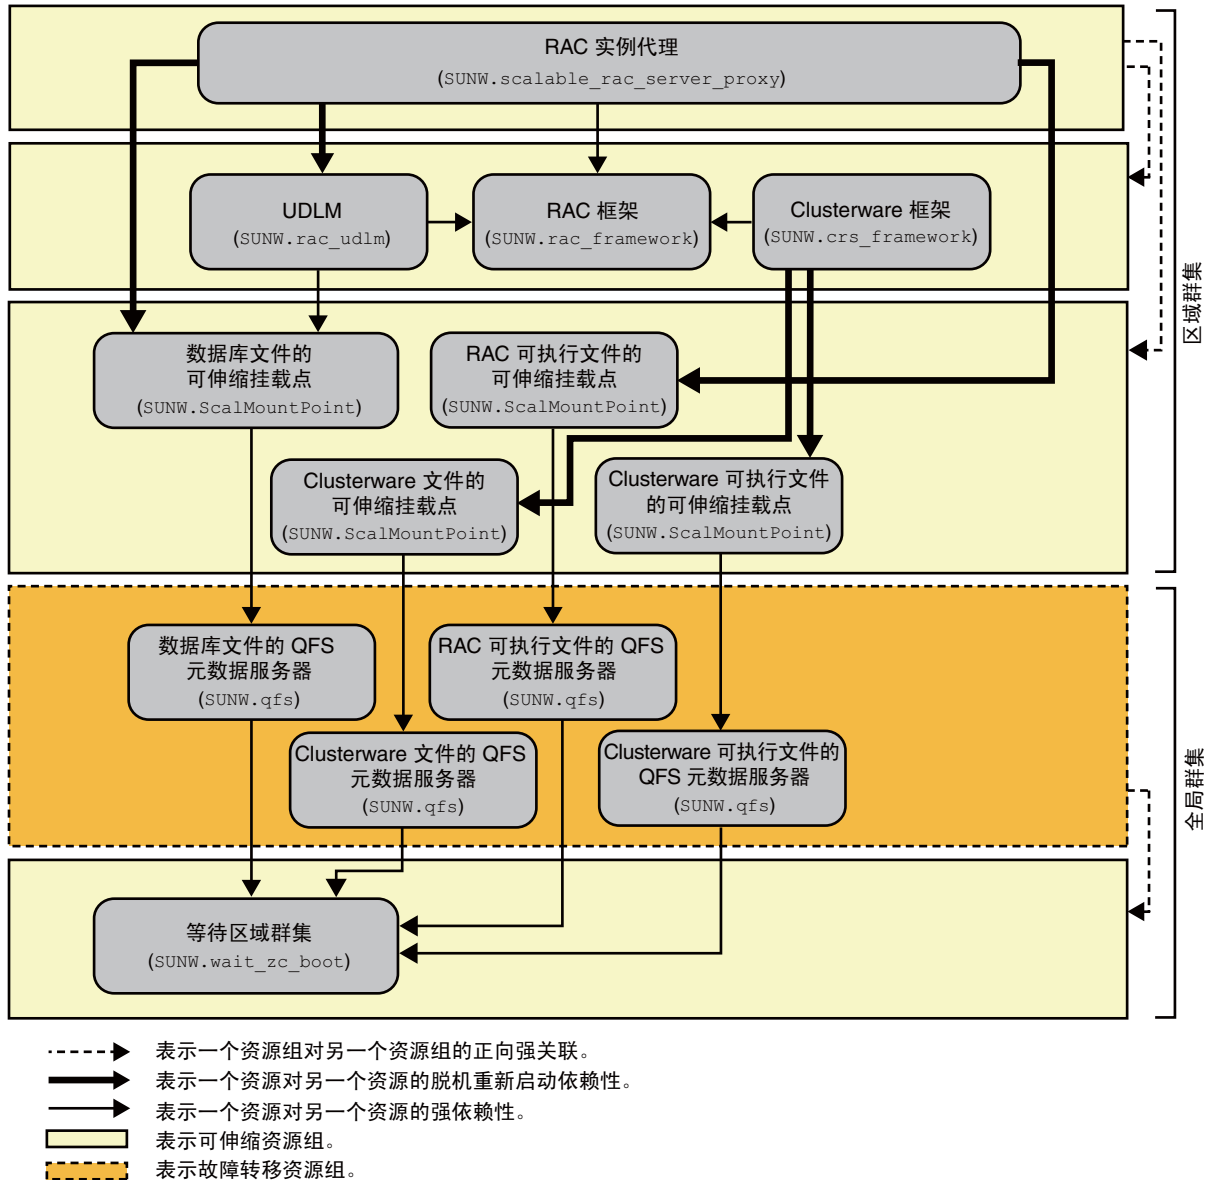 RAC 实例代理
(SUNW.scalable_rac_server_proxy)
UDLM
(SUNW.rac_udlm)
RAC 框架
(SUNW.rac_framework)
Clusterware 框架
(SUNW.crs_framework)
区域群集
数据库文件的
可伸缩挂载点
(SUNW.ScalMountPoint)
RAC 可执行文件的
可伸缩挂载点
(SUNW.ScalMountPoint)
Clusterware 文件的
可伸缩挂载点
(SUNW.ScalMountPoint)
Clusterware 可执行文件
的可伸缩挂载点
(SUNW.ScalMountPoint)
数据库文件的 QFS
元数据服务器
(SUNW.qfs)
RAC 可执行文件的 QFS
元数据服务器
(SUNW.qfs)
Clusterware 文件的 QFS
元数据服务器
(SUNW.qfs)
Clusterware 可执行文件的
QFS 元数据服务器
(SUNW.qfs)
全局群集
等待区域群集
(SUNW.wait_zc_boot)
表示一个资源组对另一个资源组的正向强关联。
表示一个资源对另一个资源的脱机重新启动依赖性。
表示一个资源对另一个资源的强依赖性。
表示可伸缩资源组。
表示故障转移资源组。